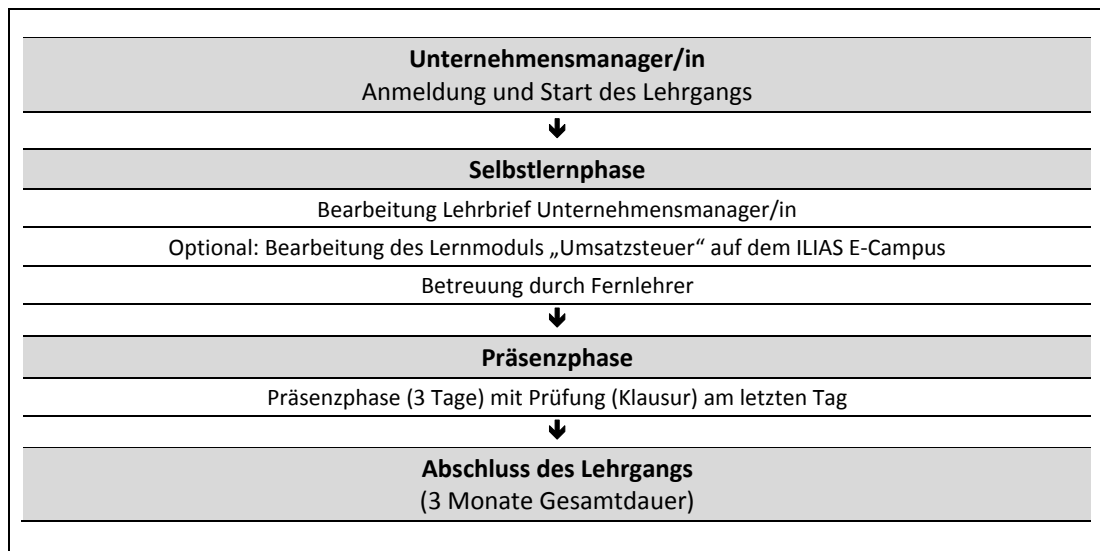 Unternehmensmanager/in
Anmeldung und Start des Lehrgangs
Selbstlernphase
Bearbeitung Lehrbrief Unternehmensmanager/in
Optional: Bearbeitung des Lernmoduls „Umsatzsteuer“ auf dem ILIAS E-Campus
Betreuung durch Fernlehrer
Präsenzphase
Präsenzphase (3 Tage) mit Prüfung (Klausur) am letzten Tag
Abschluss des Lehrgangs
(3 Monate Gesamtdauer)